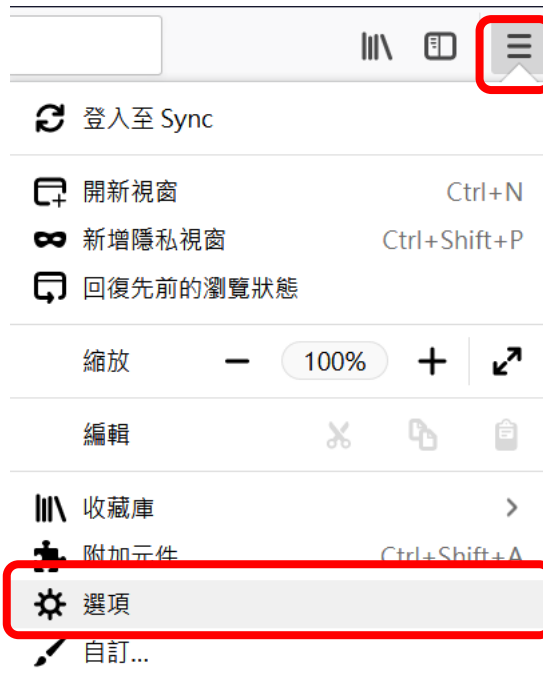 登入至 Sync
開新視窗 Ctrl+N
新增隱私視窗 Ctrl+Shift+P
回復先前的瀏覽狀態
縮放 100%
編輯
收藏庫
附加元件 Ctrl+Shift+A
選項
自訂...